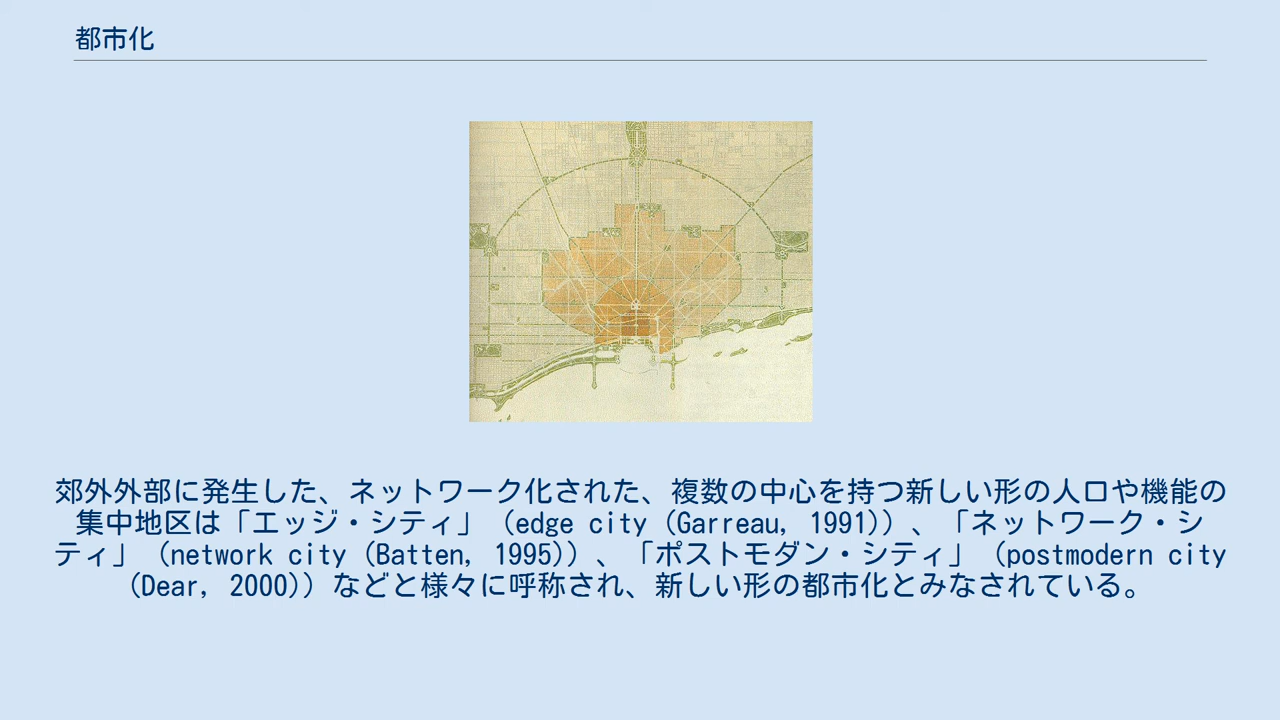 都市化
郊外外部に発生した、ネットワーク化された、複数の中心を持つ新しい形の人口や機能の
集中地区は「エッジ・シティ」（edge city（Garreau, 1991））、「ネットワーク・シ
ティ」（network city（Batten, 1995））、「ポストモダン・シティ」（postmodern city
（Dear, 2000））などと様々に呼称され、新しい形の都市化とみなされている。